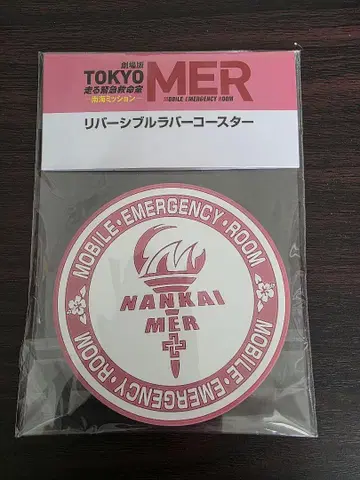 劇場版
TOKYO MER
走る緊急救命室
―南海ミッション―
MOBILE EMERGENCY ROOM
リバーシブルラバーコースター
MOBILE・EMERGENCY・ROOM
NANKAI
MER
MOBILE・EMERGENCY・ROOM